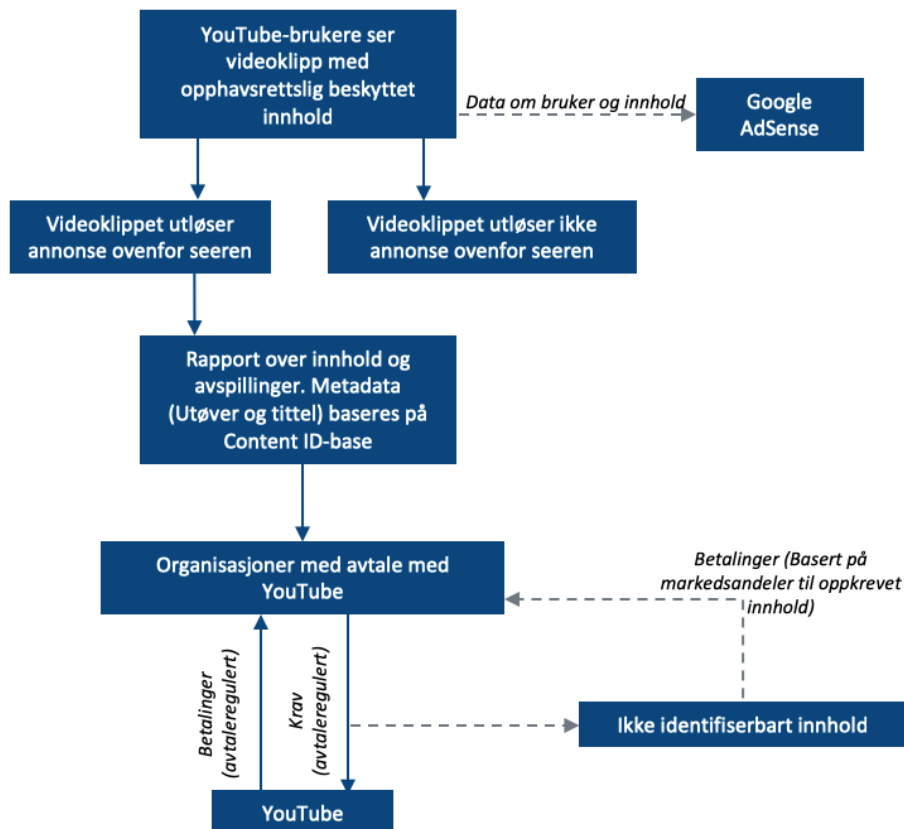 YouTube-brukere ser
videoklipp med
opphavsrettslig beskyttet
innhold
Data om bruker og innhold
Google
AdSense
Videoklippet utløser
annonse ovenfor seeren
Videoklippet utløser ikke
annonse ovenfor seeren
Rapport over innhold og
avspillinger. Metadata
(Utøver og tittel) baseres på
Content ID-base
Organisasjoner med avtale med
YouTube
Betalinger (Basert på
markedsandeler til oppkrevet
innhold)
Betalinger
(avtaleregulert)
Krav
(avtaleregulert)
Ikke identifiserbart innhold
YouTube